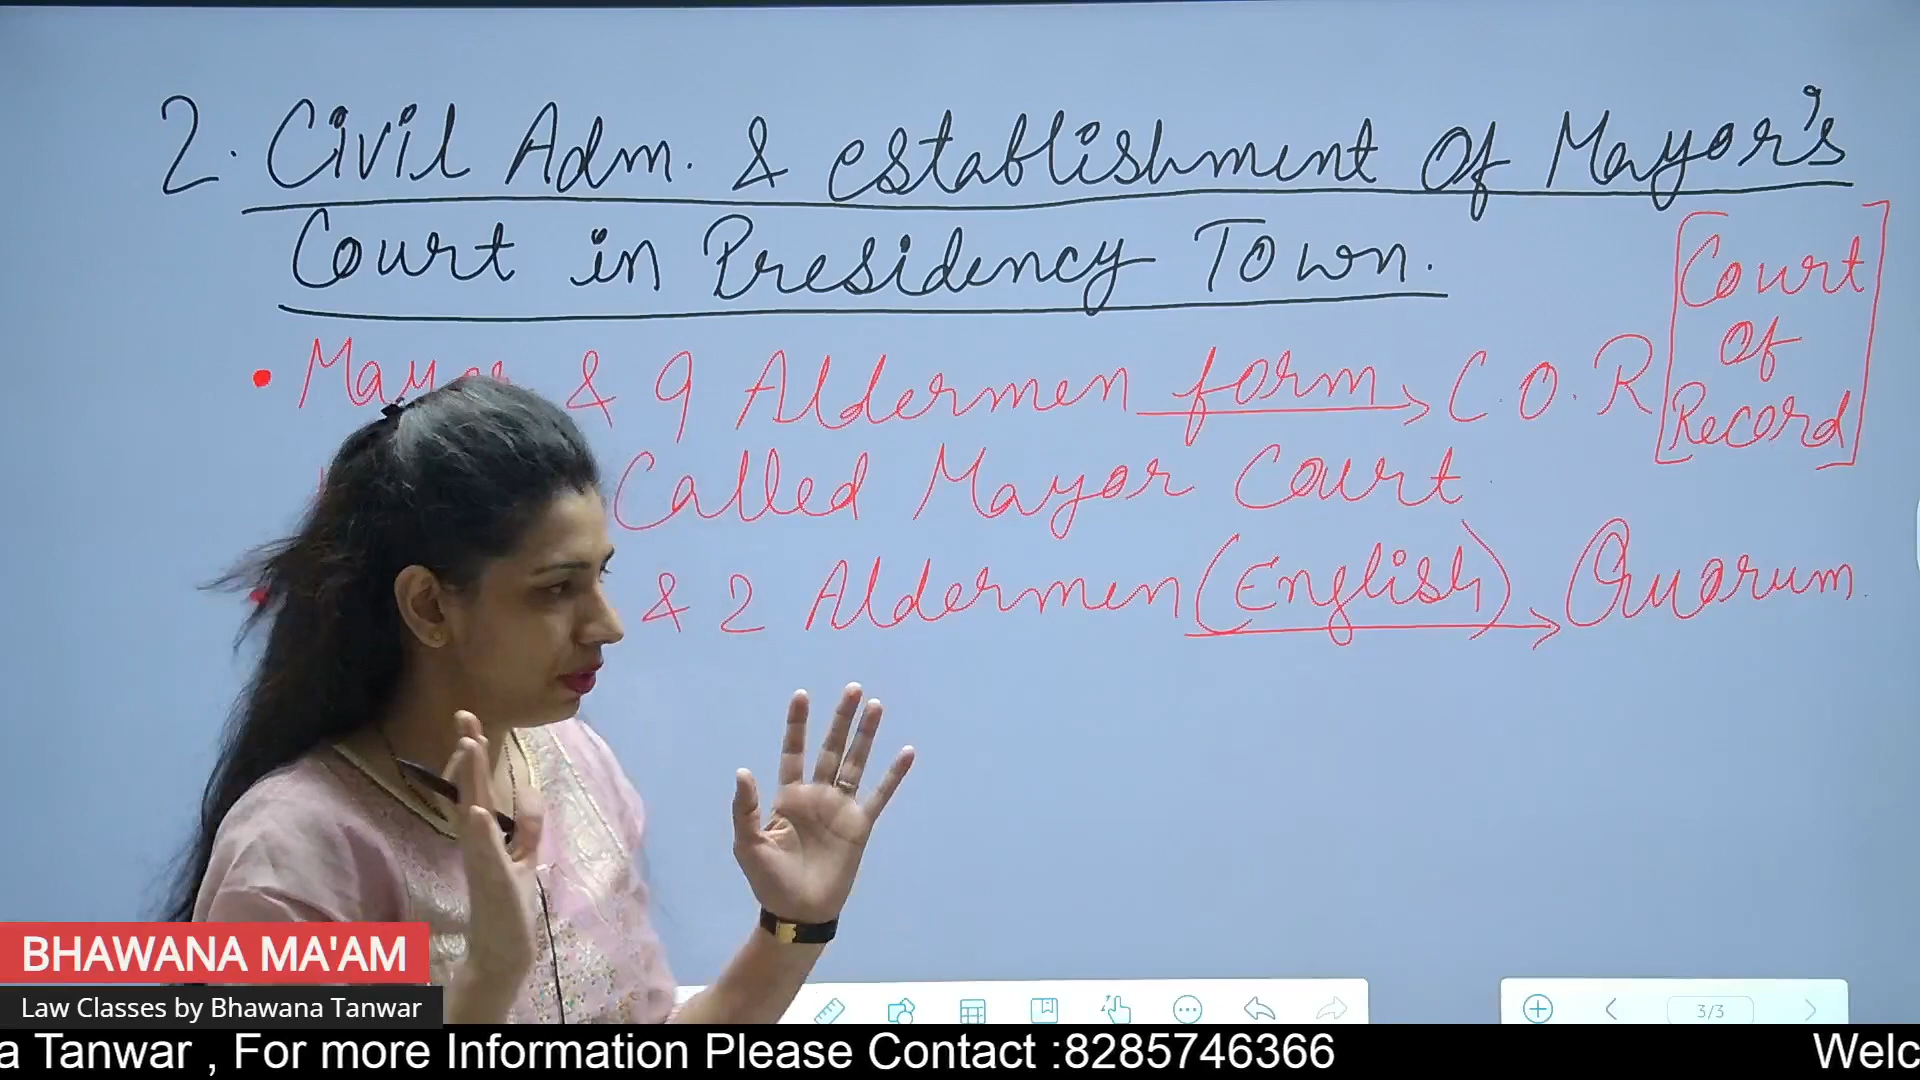 2. Civil Adm. & establishment of Mayor's
Court in Presidency Town.
& 9 Aldermen form C.O.R [Court of Record]
Called Mayor Court
& 2 Aldermen (English) Quorum
BHAWANA MA'AM
Law Classes by Bhawana Tanwar
3/3
a Tanwar , For more Information Please Contact :8285746366